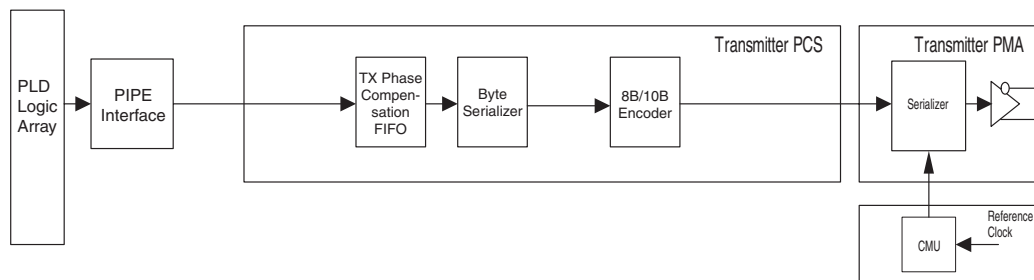 PLD
Logic
Array
PIPE
Interface
Transmitter PCS
TX Phase
Compen-
sation
FIFO
Byte
Serializer
8B/10B
Encoder
Transmitter PMA
Serializer
Reference
Clock
CMU